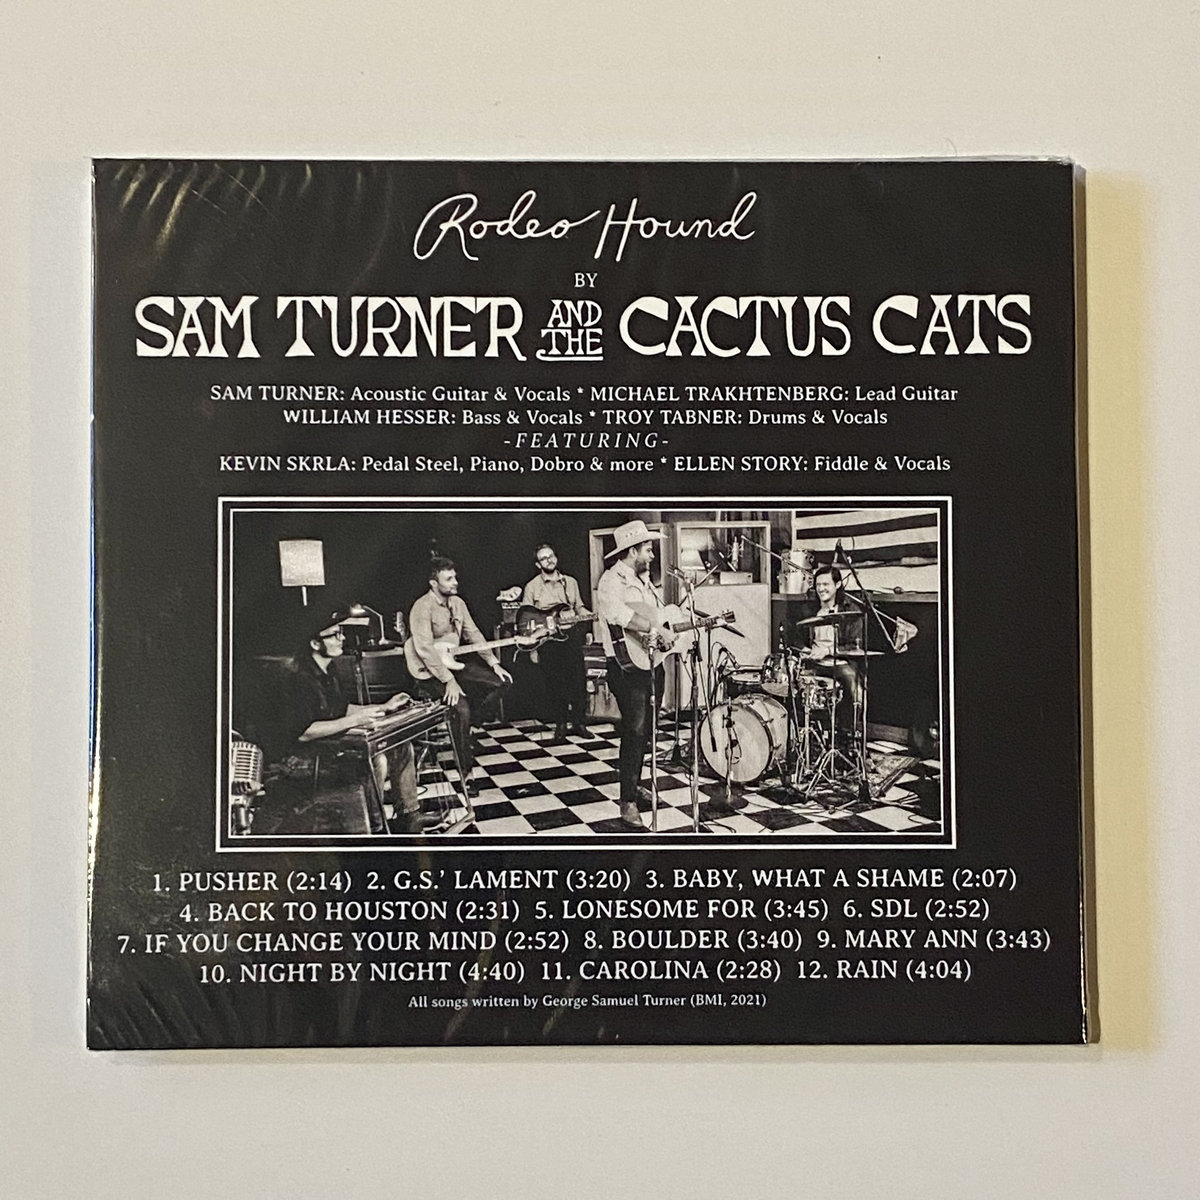 Rodeo Hound
BY
SAM TURNER AND THE CACTUS CATS
SAM TURNER: Acoustic Guitar & Vocals * MICHAEL TRAKHTENBERG: Lead Guitar
WILLIAM HESSER: Bass & Vocals * TROY TABNER: Drums & Vocals
-FEATURING-
KEVIN SKRLA: Pedal Steel, Piano, Dobro & more * ELLEN STORY: Fiddle & Vocals
1. PUSHER (2:14) 2. G.S.' LAMENT (3:20) 3. BABY, WHAT A SHAME (2:07)
4. BACK TO HOUSTON (2:31) 5. LONESOME FOR (3:45) 6. SDL (2:52)
7. IF YOU CHANGE YOUR MIND (2:52) 8. BOULDER (3:40) 9. MARY ANN (3:43)
10. NIGHT BY NIGHT (4:40) 11. CAROLINA (2:28) 12. RAIN (4:04)
All songs written by George Samuel Turner (BMI, 2021)